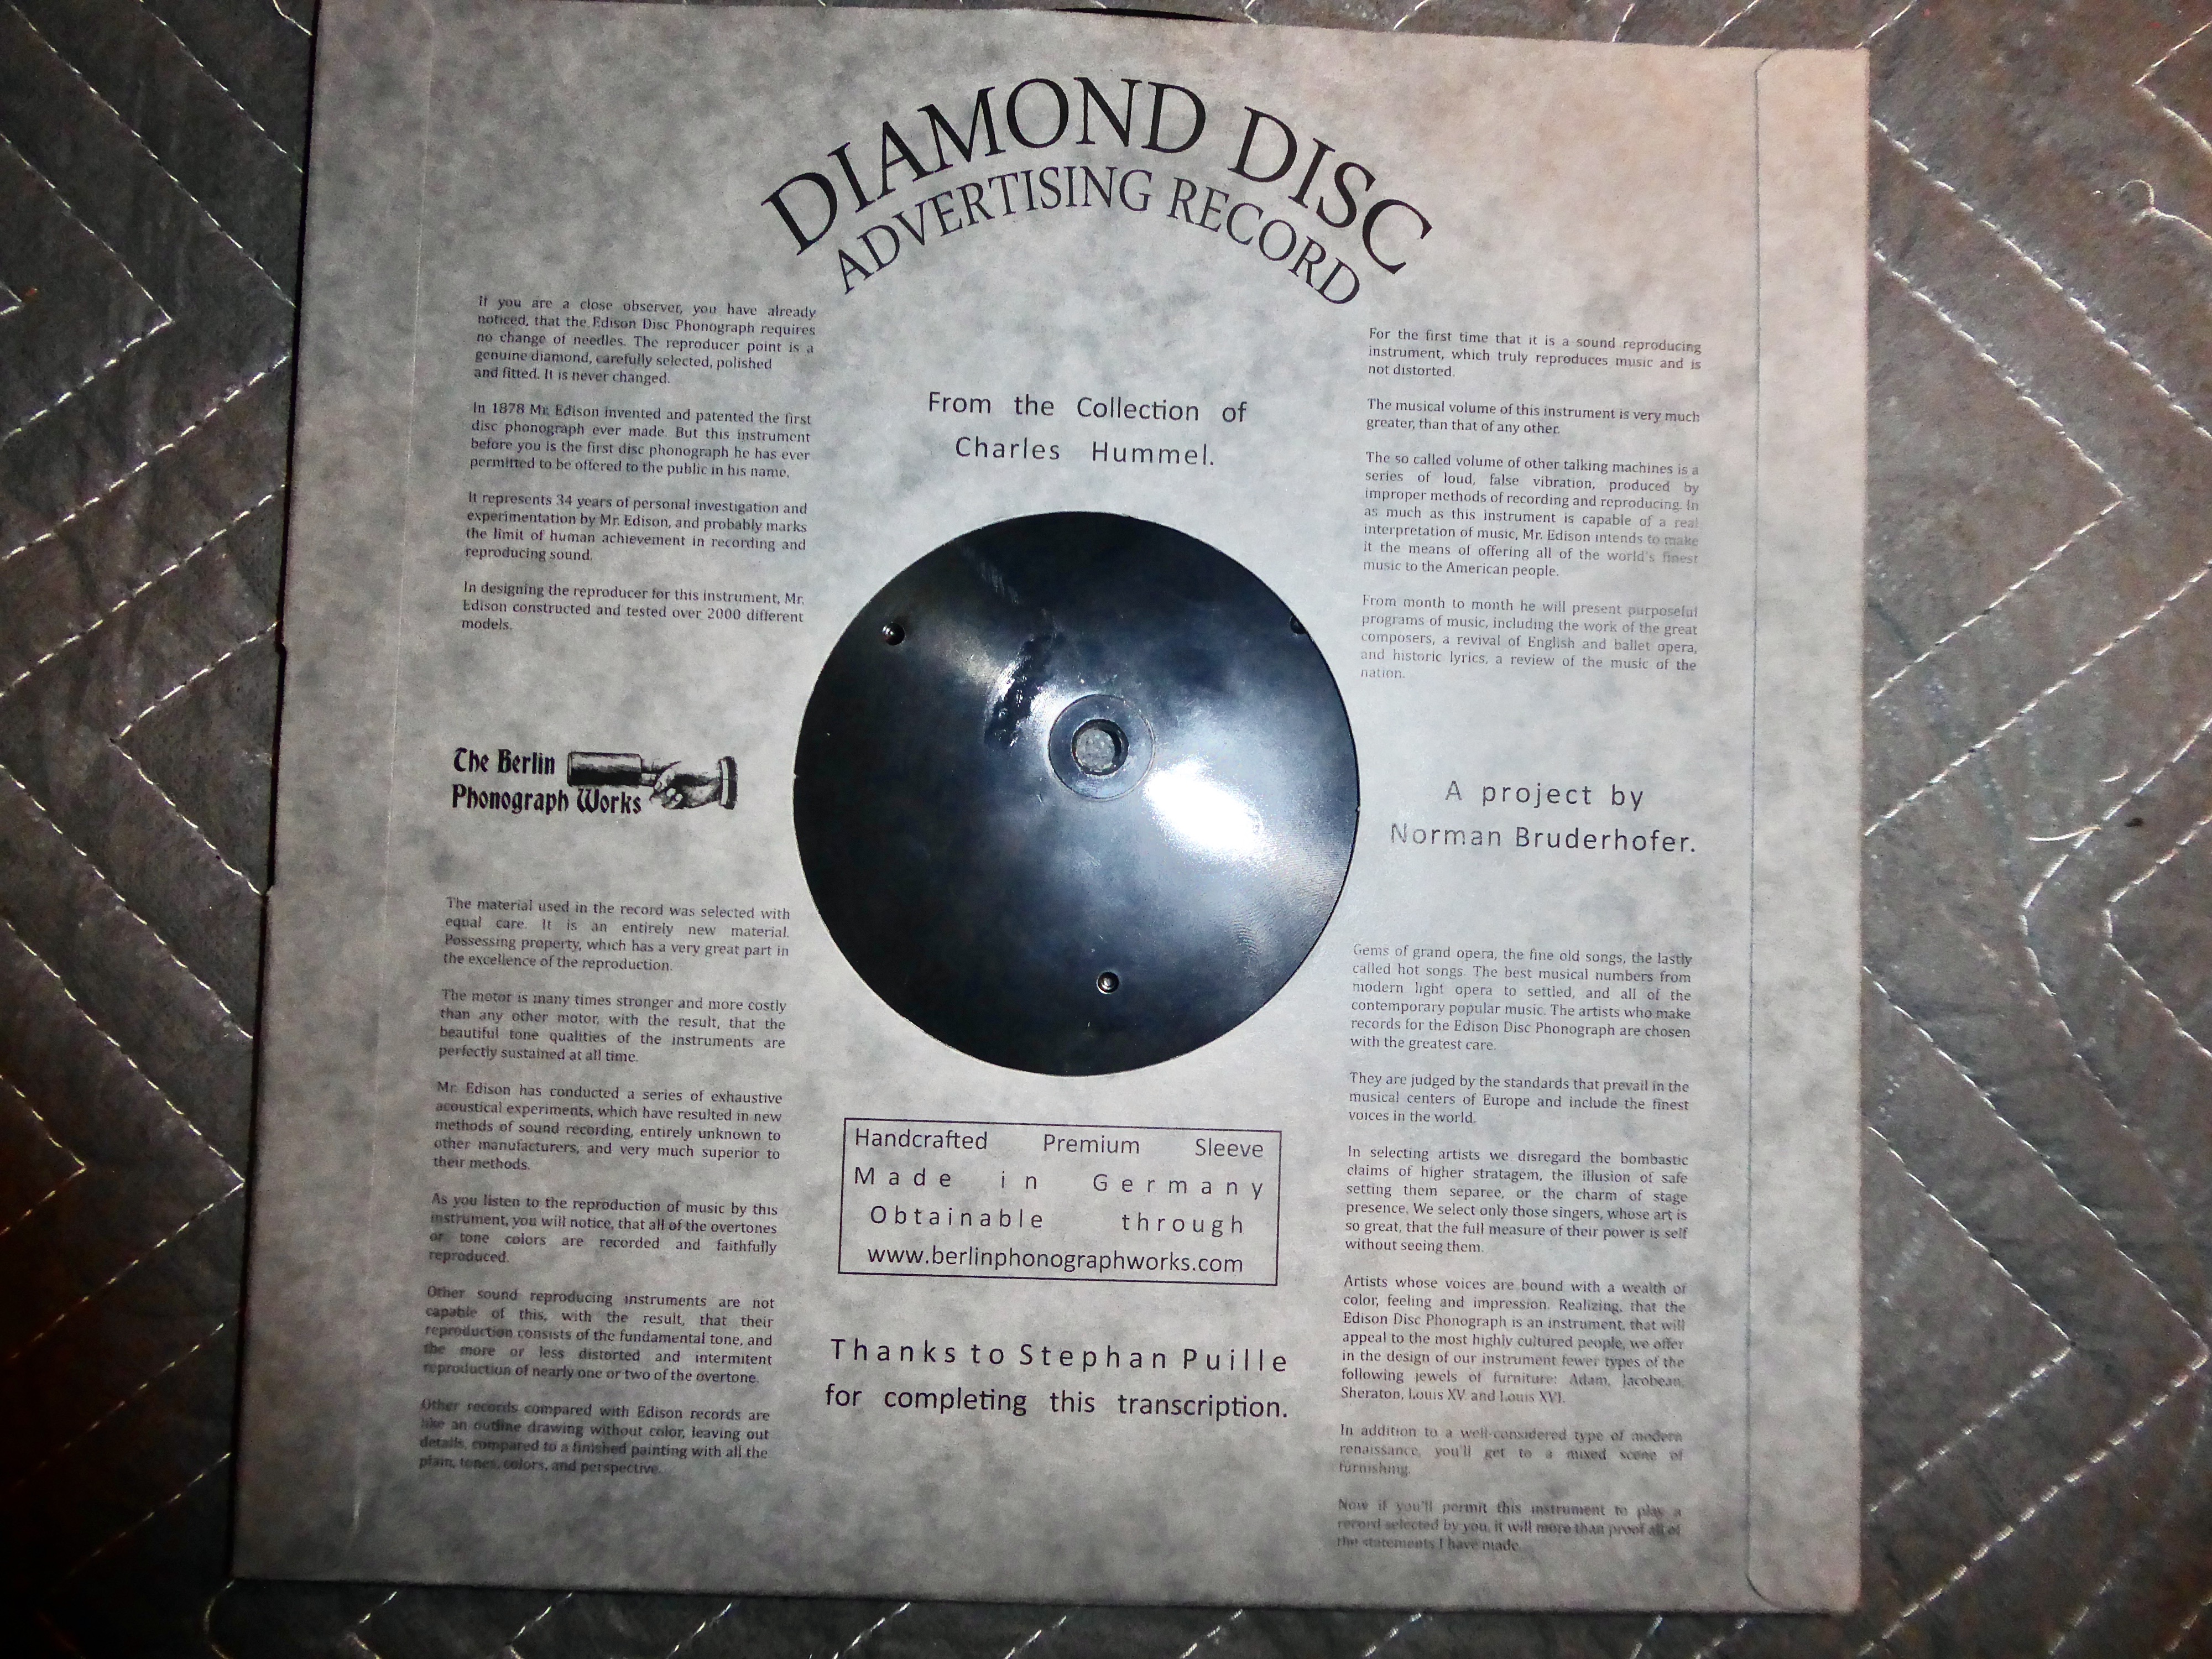 DIAMOND DISC
ADVERTISING RECORD
If you are a close observer, you have already
noticed, that the Edison Disc Phonograph requires
no change of needles. The reproducer point is a
genuine diamond, carefully selected, polished
and fitted. It is never changed.
In 1878 Mr. Edison invented and patented the first
disc phonograph ever made. But this instrument
before you is the first disc phonograph he has ever
permitted to be offered to the public in his name.
It represents 34 years of personal investigation and
experimentation by Mr. Edison, and probably marks
the limit of human achievement in recording and
reproducing sound.
In designing the reproducer for this instrument, Mr.
Edison constructed and tested over 2000 different
models.
The Berlin
Phonograph Works
The material used in the record was selected with
equal care. It is an entirely new material.
Possessing property, which has a very great part in
the excellence of the reproduction.
The motor is many times stronger and more costly
than any other motor, with the result, that the
beautiful tone qualities of the instruments are
perfectly sustained at all time.
Mr. Edison has conducted a series of exhaustive
acoustical experiments, which have resulted in new
methods of sound recording, entirely unknown to
other manufacturers, and very much superior to
their methods.
As you listen to the reproduction of music by this
instrument, you will notice, that all of the overtones
or tone colors are recorded and faithfully
reproduced.
Other sound reproducing instruments are not
capable of this, with the result, that their
reproduction consists of the fundamental tone, and
the more or less distorted and intermitent
reproduction of nearly one or two of the overtone.
Other records compared with Edison records are
like an outline drawing without color, leaving out
details, compared to a finished painting with all the
plain, tones, colors, and perspective.
From the Collection of
Charles Hummel.
Handcrafted Premium Sleeve
Made in Germany
Obtainable through
www.berlinphonographworks.com
Thanks to Stephan Puille
for completing this transcription.
For the first time that it is a sound reproducing
instrument, which truly reproduces music and is
not distorted.
The musical volume of this instrument is very much
greater, than that of any other.
The so called volume of other talking machines is a
series of loud, false vibration, produced by
improper methods of recording and reproducing. In
as much as this instrument is capable of a real
interpretation of music, Mr. Edison intends to make
it the means of offering all of the world's finest
music to the American people.
From month to month he will present purposeful
programs of music, including the work of the great
composers, a revival of English and ballet opera,
and historic lyrics, a review of the music of the
nation.
A project by
Norman Bruderhofer.
Gems of grand opera, the fine old songs, the lastly
called hot songs. The best musical numbers from
modern light opera to settled, and all of the
contemporary popular music. The artists who make
records for the Edison Disc Phonograph are chosen
with the greatest care.
They are judged by the standards that prevail in the
musical centers of Europe and include the finest
voices in the world.
In selecting artists we disregard the bombastic
claims of higher stratagem, the illusion of safe
setting them separee, or the charm of stage
presence. We select only those singers, whose art is
so great, that the full measure of their power is self
without seeing them.
Artists whose voices are bound with a wealth of
color, feeling and impression. Realizing, that the
Edison Disc Phonograph is an instrument, that will
appeal to the most highly cultured people, we offer
in the design of our instrument fewer types of the
following jewels of furniture: Adam, Jacobean,
Sheraton, Louis XV. and Louis XVI.
In addition to a well-considered type of modern
renaissance, you'll get to a mixed scene of
furnishing.
Now if you'll permit this instrument to play a
record selected by you, it will more than proof all of
the statements I have made.